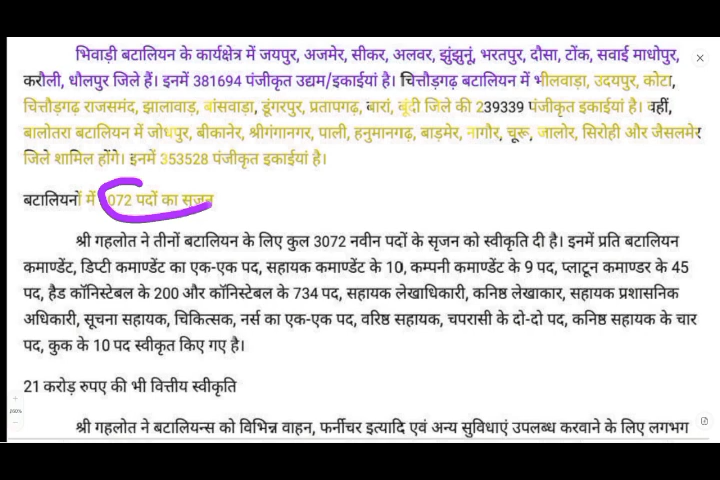 भिवाड़ी बटालियन के कार्यक्षेत्र में जयपुर, अजमेर, सीकर, अलवर, झुंझुनूं, भरतपुर, दौसा, टोंक, सवाई माधोपुर,
करौली, धौलपुर जिले हैं। इनमें 381694 पंजीकृत उद्यम/इकाईयां है। चित्तौड़गढ़ बटालियन में भीलवाड़ा, उदयपुर, कोटा,
चित्तौड़गढ़ राजसमंद, झालावाड़, बांसवाड़ा, डूंगरपुर, प्रतापगढ़, बारां, बूंदी जिले की 239339 पंजीकृत इकाईयां है। वहीं,
बालोतरा बटालियन में जोधपुर, बीकानेर, श्रीगंगानगर, पाली, हनुमानगढ़, बाड़मेर, नागौर, चूरू, जालोर, सिरोही और जैसलमेर
जिले शामिल होंगे। इनमें 353528 पंजीकृत इकाईयां है।
बटालियनों में 3072 पदों का सृजन
श्री गहलोत ने तीनों बटालियन के लिए कुल 3072 नवीन पदों के सृजन को स्वीकृति दी है। इनमें प्रति बटालियन
कमाण्डेंट, डिप्टी कमाण्डेंट का एक-एक पद, सहायक कमाण्डेंट के 10, कम्पनी कमाण्डेंट के 9 पद, प्लाटून कमाण्डर के 45
पद, हैड कॉनिस्टेबल के 200 और कॉनिस्टेबल के 734 पद, सहायक लेखाधिकारी, कनिष्ठ लेखाकार, सहायक प्रशासनिक
अधिकारी, सूचना सहायक, चिकित्सक, नर्स का एक-एक पद, वरिष्ठ सहायक, चपरासी के दो-दो पद, कनिष्ठ सहायक के चार
पद, कुक के 10 पद स्वीकृत किए गए है।
21 करोड़ रुपए की भी वित्तीय स्वीकृति
श्री गहलोत ने बटालियन्स को विभिन्न वाहन, फर्नीचर इत्यादि एवं अन्य सुविधाएं उपलब्ध करवाने के लिए लगभग